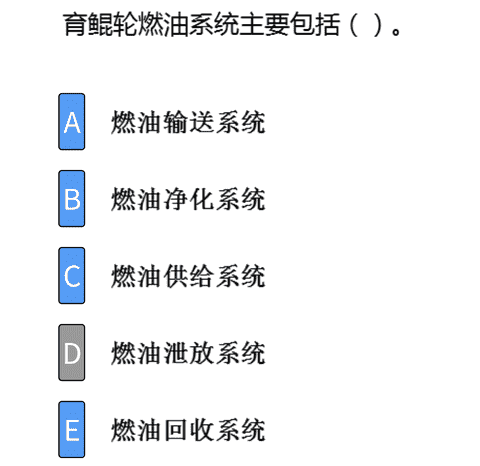 育鲲轮燃油系统主要包括（ ）。
A 燃油输送系统
B 燃油净化系统
C 燃油供给系统
D 燃油泄放系统
E 燃油回收系统